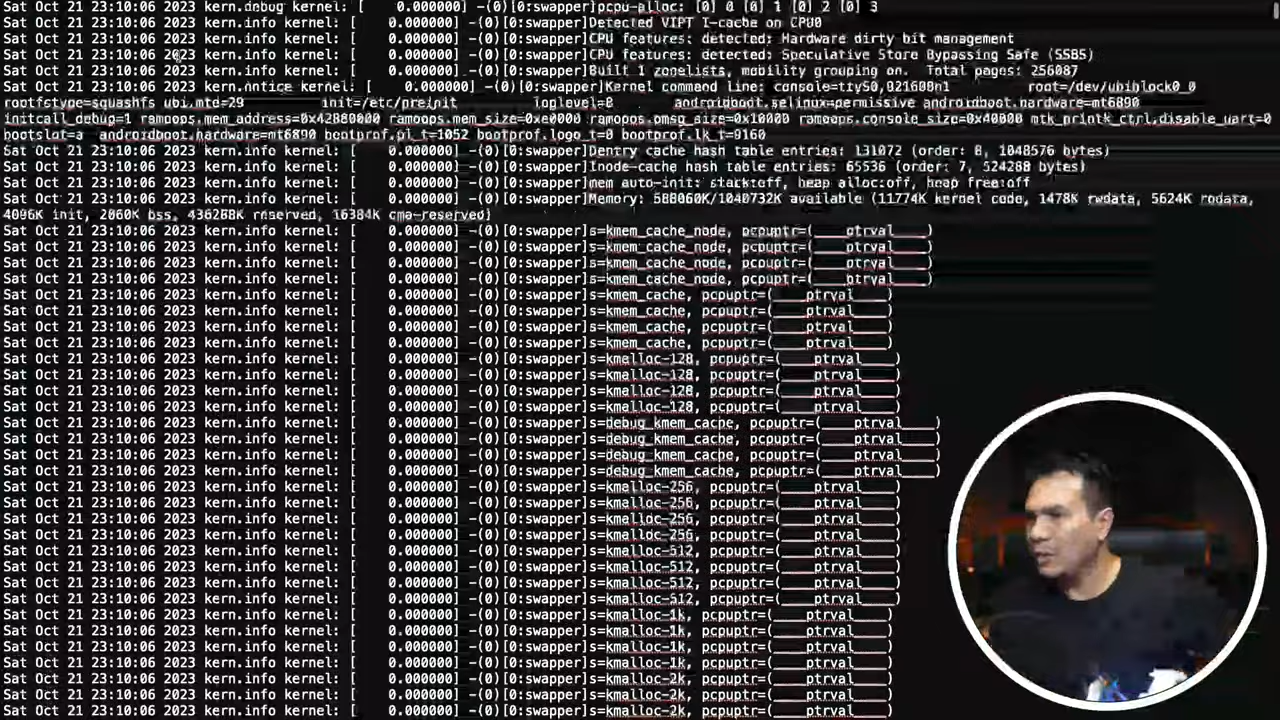 Sat Oct 21 23:10:06 2023 kern.debug kernel: [    0.000000] -(0)[0:swapper]pcpu-alloc: [0] 0 [0] 1 [0] 2 [0] 3
Sat Oct 21 23:10:06 2023 kern.info kernel: [    0.000000] -(0)[0:swapper]Detected VIPT I-cache on CPU0
Sat Oct 21 23:10:06 2023 kern.info kernel: [    0.000000] -(0)[0:swapper]CPU features: detected: Hardware dirty bit management
Sat Oct 21 23:10:06 2023 kern.info kernel: [    0.000000] -(0)[0:swapper]CPU features: detected: Speculative Store Bypassing Safe (SSBS)
Sat Oct 21 23:10:06 2023 kern.info kernel: [    0.000000] -(0)[0:swapper]Built 1 zonelists, mobility grouping on.  Total pages: 256087
Sat Oct 21 23:10:06 2023 kern.notice kernel: [    0.000000] -(0)[0:swapper]Kernel command line: console=ttyS0,921600n1 root=/dev/ubiblock0_0
rootfstype=squashfs ubi.mtd=29 init=/etc/preinit loglevel=8 androidboot.selinux=permissive androidboot.hardware=mt6890
initcall_debug=1 ramoops.mem_address=0x42880000 ramoops.mem_size=0xe0000 ramoops.pmsg_size=0x10000 ramoops.console_size=0x40000 mtk_printk_ctrl.disable_uart=0
bootslot=a androidboot.hardware=mt6890 bootprof.pl_t=1052 bootprof.logo_t=0 bootprof.lk_t=9160
Sat Oct 21 23:10:06 2023 kern.info kernel: [    0.000000] -(0)[0:swapper]Dentry cache hash table entries: 131072 (order: 8, 1048576 bytes)
Sat Oct 21 23:10:06 2023 kern.info kernel: [    0.000000] -(0)[0:swapper]Inode-cache hash table entries: 65536 (order: 7, 524288 bytes)
Sat Oct 21 23:10:06 2023 kern.info kernel: [    0.000000] -(0)[0:swapper]mem auto-init: stack:off, heap alloc:off, heap free:off
Sat Oct 21 23:10:06 2023 kern.info kernel: [    0.000000] -(0)[0:swapper]Memory: 588060K/1040732K available (11774K kernel code, 1478K rwdata, 5624K rodata,
4096K init, 2060K bss, 436288K reserved, 16384K cma-reserved)
Sat Oct 21 23:10:06 2023 kern.info kernel: [    0.000000] -(0)[0:swapper]s=kmem_cache_node, pcpuptr=(____ptrval____)
Sat Oct 21 23:10:06 2023 kern.info kernel: [    0.000000] -(0)[0:swapper]s=kmem_cache_node, pcpuptr=(____ptrval____)
Sat Oct 21 23:10:06 2023 kern.info kernel: [    0.000000] -(0)[0:swapper]s=kmem_cache_node, pcpuptr=(____ptrval____)
Sat Oct 21 23:10:06 2023 kern.info kernel: [    0.000000] -(0)[0:swapper]s=kmem_cache_node, pcpuptr=(____ptrval____)
Sat Oct 21 23:10:06 2023 kern.info kernel: [    0.000000] -(0)[0:swapper]s=kmem_cache, pcpuptr=(____ptrval____)
Sat Oct 21 23:10:06 2023 kern.info kernel: [    0.000000] -(0)[0:swapper]s=kmem_cache, pcpuptr=(____ptrval____)
Sat Oct 21 23:10:06 2023 kern.info kernel: [    0.000000] -(0)[0:swapper]s=kmem_cache, pcpuptr=(____ptrval____)
Sat Oct 21 23:10:06 2023 kern.info kernel: [    0.000000] -(0)[0:swapper]s=kmem_cache, pcpuptr=(____ptrval____)
Sat Oct 21 23:10:06 2023 kern.info kernel: [    0.000000] -(0)[0:swapper]s=kmalloc-128, pcpuptr=(____ptrval____)
Sat Oct 21 23:10:06 2023 kern.info kernel: [    0.000000] -(0)[0:swapper]s=kmalloc-128, pcpuptr=(____ptrval____)
Sat Oct 21 23:10:06 2023 kern.info kernel: [    0.000000] -(0)[0:swapper]s=kmalloc-128, pcpuptr=(____ptrval____)
Sat Oct 21 23:10:06 2023 kern.info kernel: [    0.000000] -(0)[0:swapper]s=kmalloc-128, pcpuptr=(____ptrval____)
Sat Oct 21 23:10:06 2023 kern.info kernel: [    0.000000] -(0)[0:swapper]s=debug_kmem_cache, pcpuptr=(____ptrval____)
Sat Oct 21 23:10:06 2023 kern.info kernel: [    0.000000] -(0)[0:swapper]s=debug_kmem_cache, pcpuptr=(____ptrval____)
Sat Oct 21 23:10:06 2023 kern.info kernel: [    0.000000] -(0)[0:swapper]s=debug_kmem_cache, pcpuptr=(____ptrval____)
Sat Oct 21 23:10:06 2023 kern.info kernel: [    0.000000] -(0)[0:swapper]s=debug_kmem_cache, pcpuptr=(____ptrval____)
Sat Oct 21 23:10:06 2023 kern.info kernel: [    0.000000] -(0)[0:swapper]s=kmalloc-256, pcpuptr=(____ptrval____)
Sat Oct 21 23:10:06 2023 kern.info kernel: [    0.000000] -(0)[0:swapper]s=kmalloc-256, pcpuptr=(____ptrval____)
Sat Oct 21 23:10:06 2023 kern.info kernel: [    0.000000] -(0)[0:swapper]s=kmalloc-256, pcpuptr=(____ptrval____)
Sat Oct 21 23:10:06 2023 kern.info kernel: [    0.000000] -(0)[0:swapper]s=kmalloc-256, pcpuptr=(____ptrval____)
Sat Oct 21 23:10:06 2023 kern.info kernel: [    0.000000] -(0)[0:swapper]s=kmalloc-512, pcpuptr=(____ptrval____)
Sat Oct 21 23:10:06 2023 kern.info kernel: [    0.000000] -(0)[0:swapper]s=kmalloc-512, pcpuptr=(____ptrval____)
Sat Oct 21 23:10:06 2023 kern.info kernel: [    0.000000] -(0)[0:swapper]s=kmalloc-512, pcpuptr=(____ptrval____)
Sat Oct 21 23:10:06 2023 kern.info kernel: [    0.000000] -(0)[0:swapper]s=kmalloc-512, pcpuptr=(____ptrval____)
Sat Oct 21 23:10:06 2023 kern.info kernel: [    0.000000] -(0)[0:swapper]s=kmalloc-1k, pcpuptr=(____ptrval____)
Sat Oct 21 23:10:06 2023 kern.info kernel: [    0.000000] -(0)[0:swapper]s=kmalloc-1k, pcpuptr=(____ptrval____)
Sat Oct 21 23:10:06 2023 kern.info kernel: [    0.000000] -(0)[0:swapper]s=kmalloc-1k, pcpuptr=(____ptrval____)
Sat Oct 21 23:10:06 2023 kern.info kernel: [    0.000000] -(0)[0:swapper]s=kmalloc-1k, pcpuptr=(____ptrval____)
Sat Oct 21 23:10:06 2023 kern.info kernel: [    0.000000] -(0)[0:swapper]s=kmalloc-2k, pcpuptr=(____ptrval____)
Sat Oct 21 23:10:06 2023 kern.info kernel: [    0.000000] -(0)[0:swapper]s=kmalloc-2k, pcpuptr=(____ptrval____)
Sat Oct 21 23:10:06 2023 kern.info kernel: [    0.000000] -(0)[0:swapper]s=kmalloc-2k, pcpuptr=(____ptrval____)